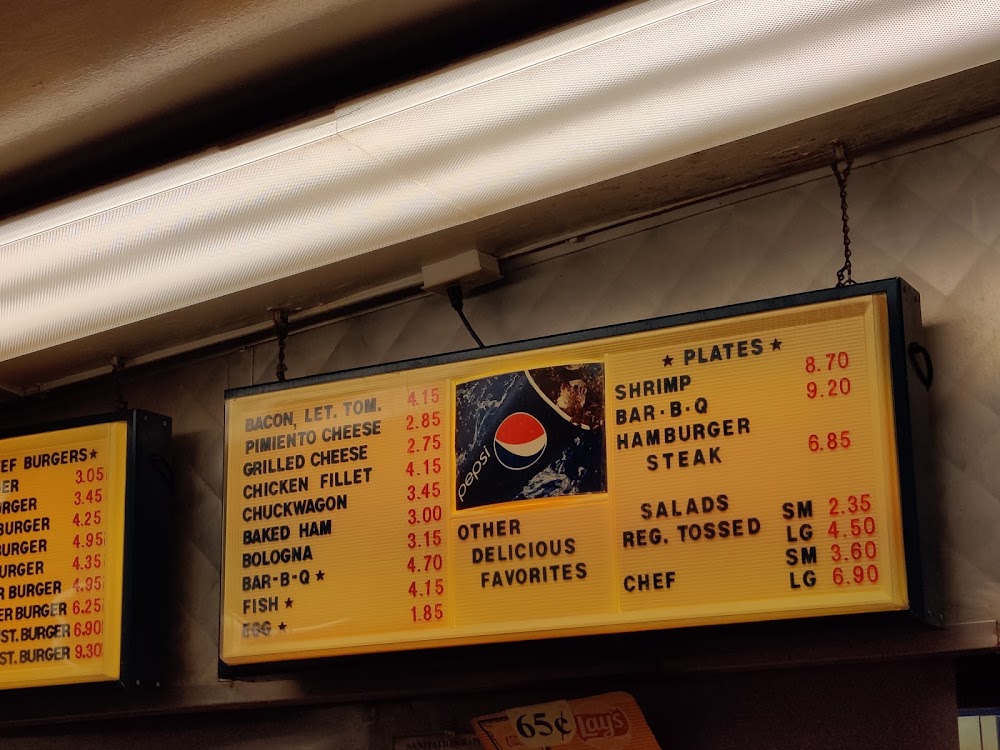 EF BURGERS★
GER 3.05
RGER 3.45
BURGER 4.25
BURGER 4.95
URGER 4.35
R BURGER 4.95
ER BURGER 6.25
ST. BURGER 6.90
ST. BURGER 9.30
BACON, LET. TOM. 4.15
PIMIENTO CHEESE 2.85
GRILLED CHEESE 2.75
CHICKEN FILLET 4.15
CHUCKWAGON 3.45
BAKED HAM 3.00
BOLOGNA 3.15
BAR-B-Q ★ 4.70
FISH ★ 4.15
EGG ★ 1.85
pepsi
OTHER
DELICIOUS
FAVORITES
★ PLATES ★
SHRIMP 8.70
BAR-B-Q 9.20
HAMBURGER
STEAK 6.85
SALADS
REG. TOSSED SM 2.35
LG 4.50
CHEF SM 3.60
LG 6.90
65¢ Lay's